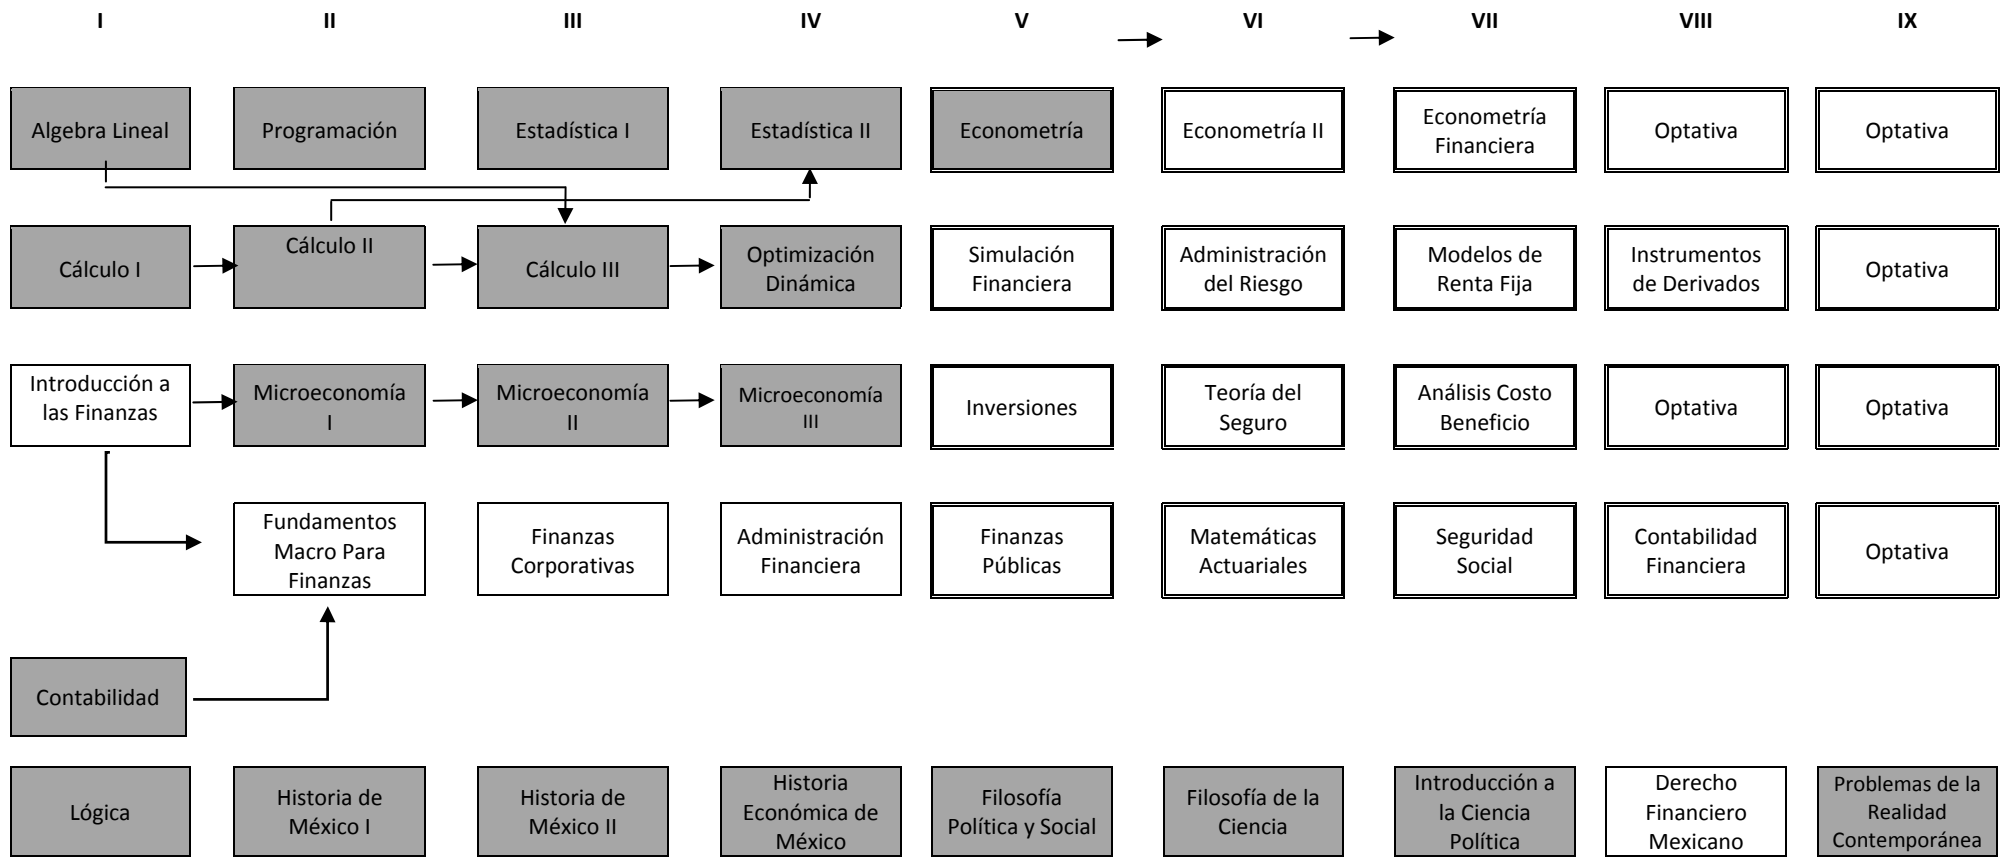 I II III IV V VI VII VIII IX
Algebra Lineal
Programación
Estadística I
Estadística II
Econometría
Econometría II
Econometría
Financiera
Optativa
Optativa
Cálculo I
Cálculo II
Cálculo III
Optimización
Dinámica
Simulación
Financiera
Administración
del Riesgo
Modelos de
Renta Fija
Instrumentos
de Derivados
Optativa
Introducción a
las Finanzas
Microeconomía
I
Microeconomía
II
Microeconomía
III
Inversiones
Teoría del
Seguro
Análisis Costo
Beneficio
Optativa
Optativa
Fundamentos
Macro Para
Finanzas
Finanzas
Corporativas
Administración
Financiera
Finanzas
Públicas
Matemáticas
Actuariales
Seguridad
Social
Contabilidad
Financiera
Optativa
Contabilidad
Lógica
Historia de
México I
Historia de
México II
Historia
Económica de
México
Filosofía
Política y Social
Filosofía de la
Ciencia
Introducción a
la Ciencia
Política
Derecho
Financiero
Mexicano
Problemas de la
Realidad
Contemporánea